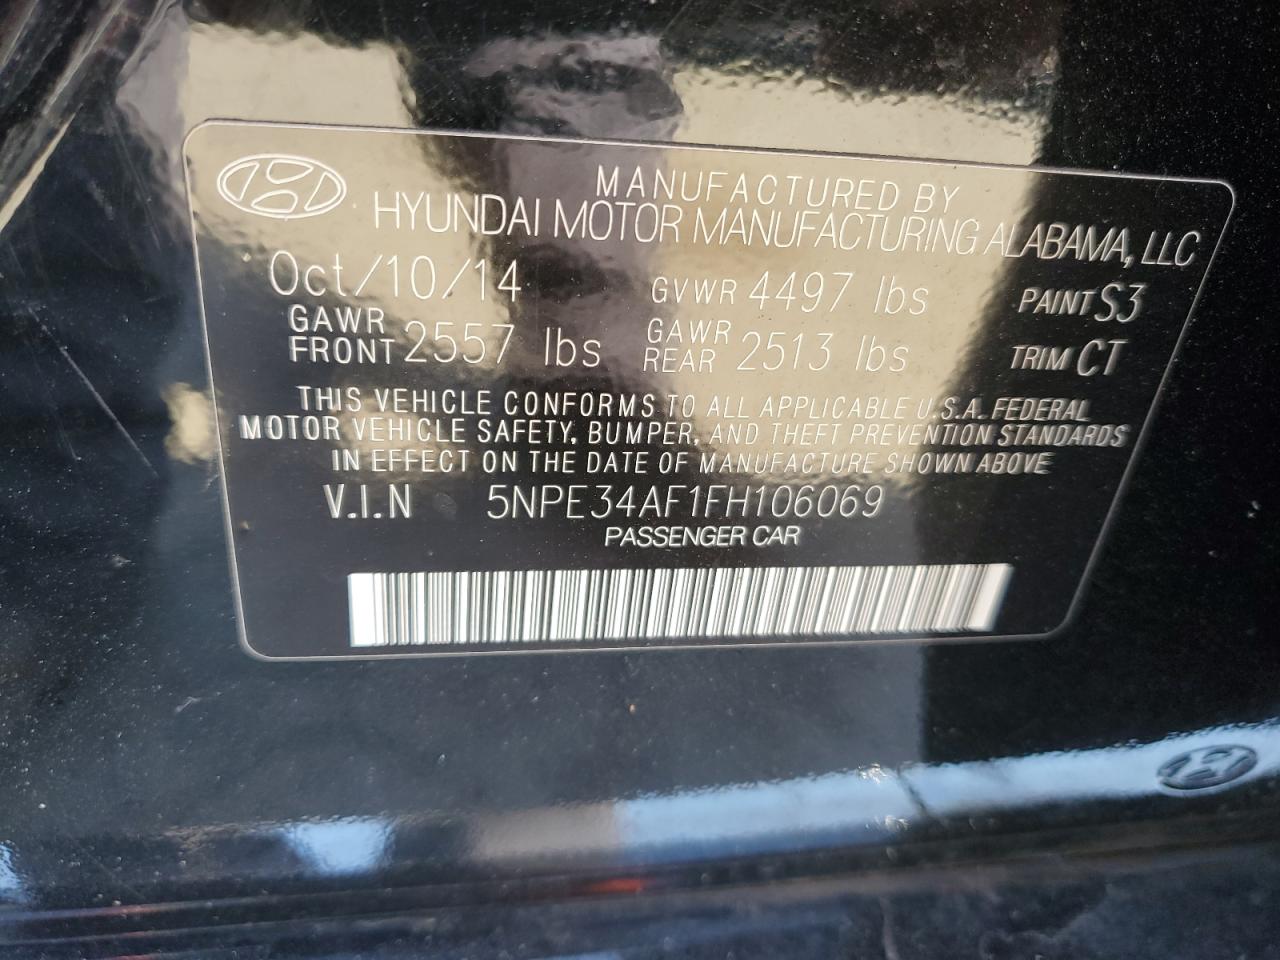 MANUFACTURED BY
HYUNDAI MOTOR MANUFACTURING ALABAMA, LLC
Oct/10/14 GVWR 4497 lbs PAINT S3
GAWR FRONT 2557 lbs GAWR REAR 2513 lbs TRIM CT
THIS VEHICLE CONFORMS TO ALL APPLICABLE U.S.A. FEDERAL
MOTOR VEHICLE SAFETY, BUMPER, AND THEFT PREVENTION STANDARDS
IN EFFECT ON THE DATE OF MANUFACTURE SHOWN ABOVE
V.I.N 5NPE34AF1FH106069
PASSENGER CAR